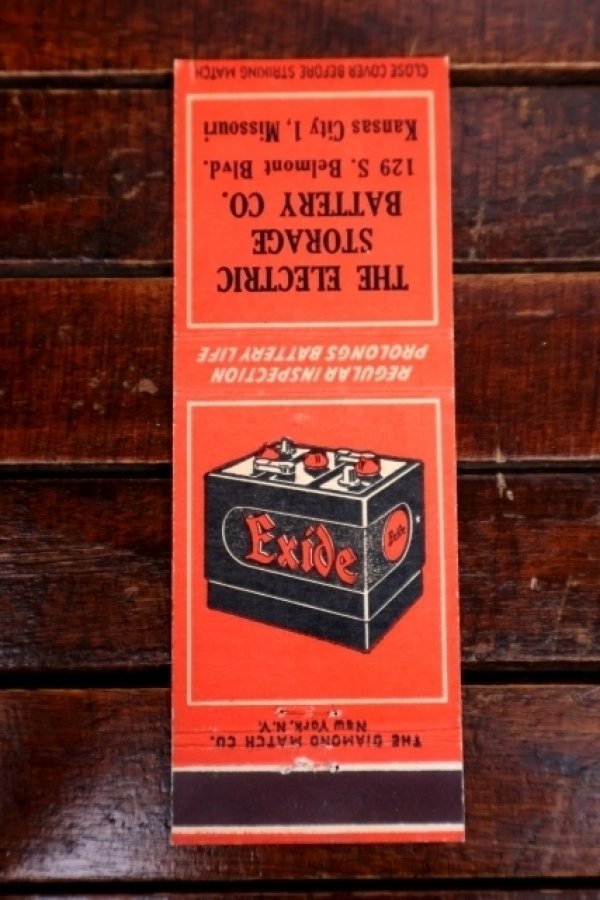 CLOSE COVER BEFORE STRIKING MATCH
THE ELECTRIC
STORAGE
BATTERY CO.
129 S. Belmont Blvd.
Kansas City 1, Missouri
REGULAR INSPECTION
PROLONGS BATTERY LIFE
Exide
Exide
THE DIAMOND MATCH CO.
New York, N.Y.